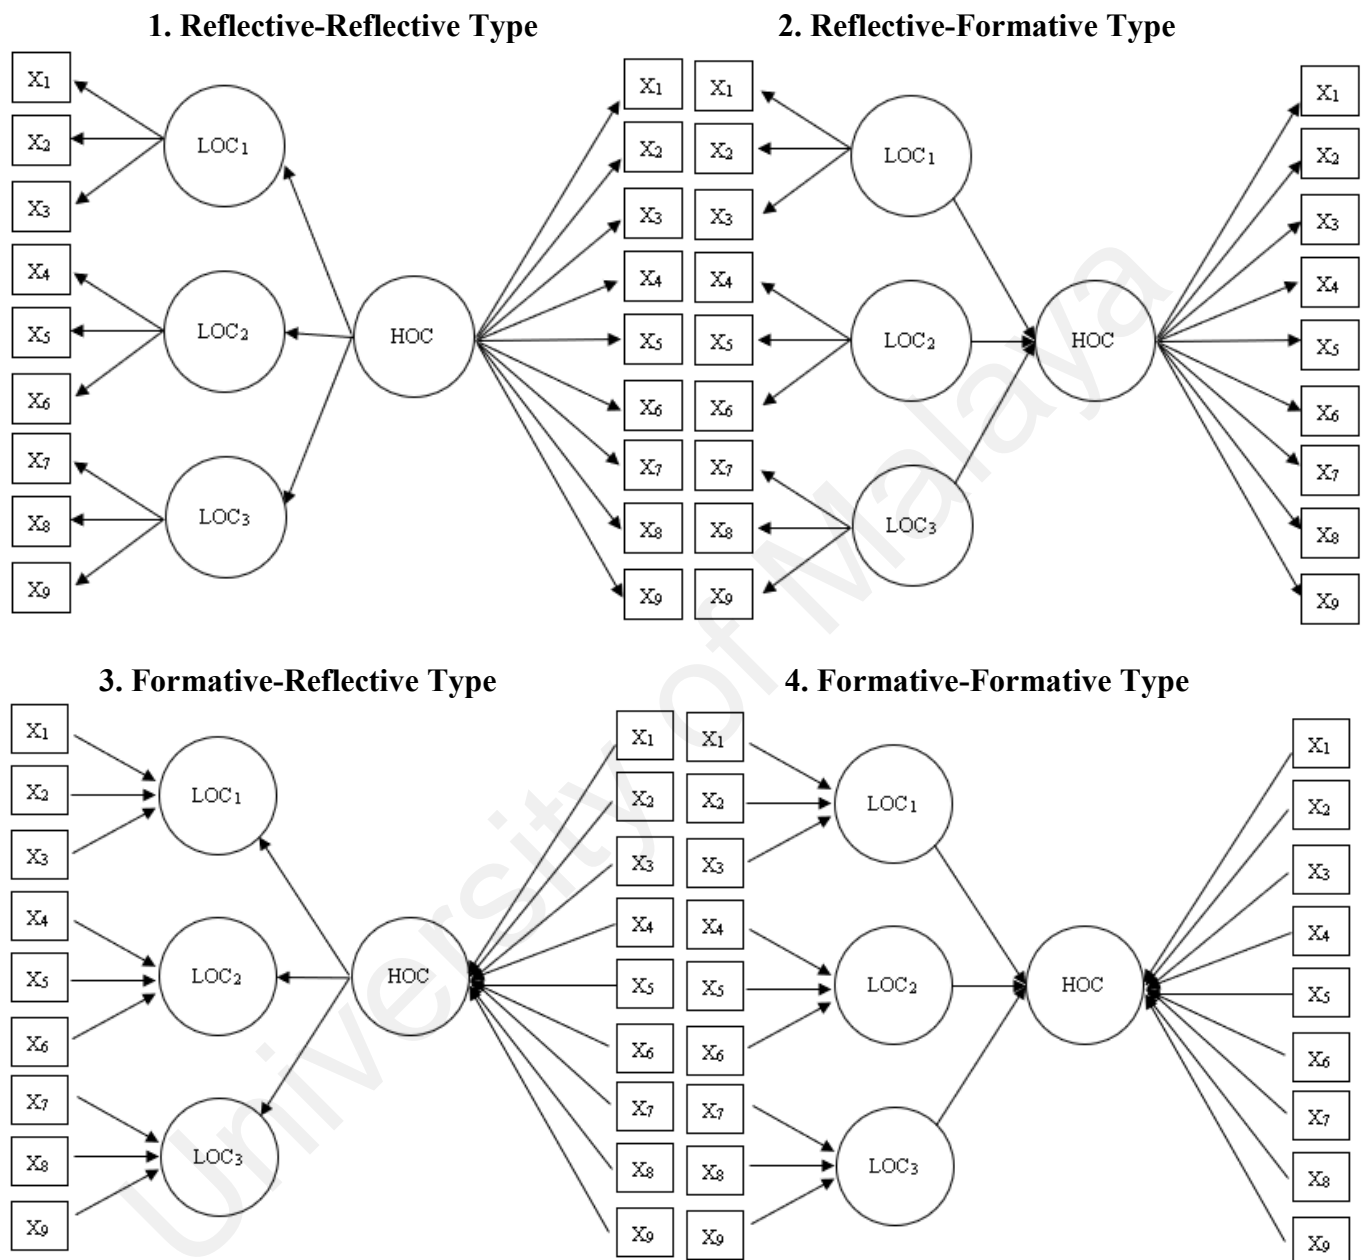 1. Reflective-Reflective Type
X1
X2
X3
X4
X5
X6
X7
X8
X9
LOC1
LOC2
LOC3
HOC
X1
X2
X3
X4
X5
X6
X7
X8
X9
2. Reflective-Formative Type
X1
X2
X3
X4
X5
X6
X7
X8
X9
LOC1
LOC2
LOC3
HOC
X1
X2
X3
X4
X5
X6
X7
X8
X9
3. Formative-Reflective Type
X1
X2
X3
X4
X5
X6
X7
X8
X9
LOC1
LOC2
LOC3
HOC
X1
X2
X3
X4
X5
X6
X7
X8
X9
4. Formative-Formative Type
X1
X2
X3
X4
X5
X6
X7
X8
X9
LOC1
LOC2
LOC3
HOC
X1
X2
X3
X4
X5
X6
X7
X8
X9
University of Malaya